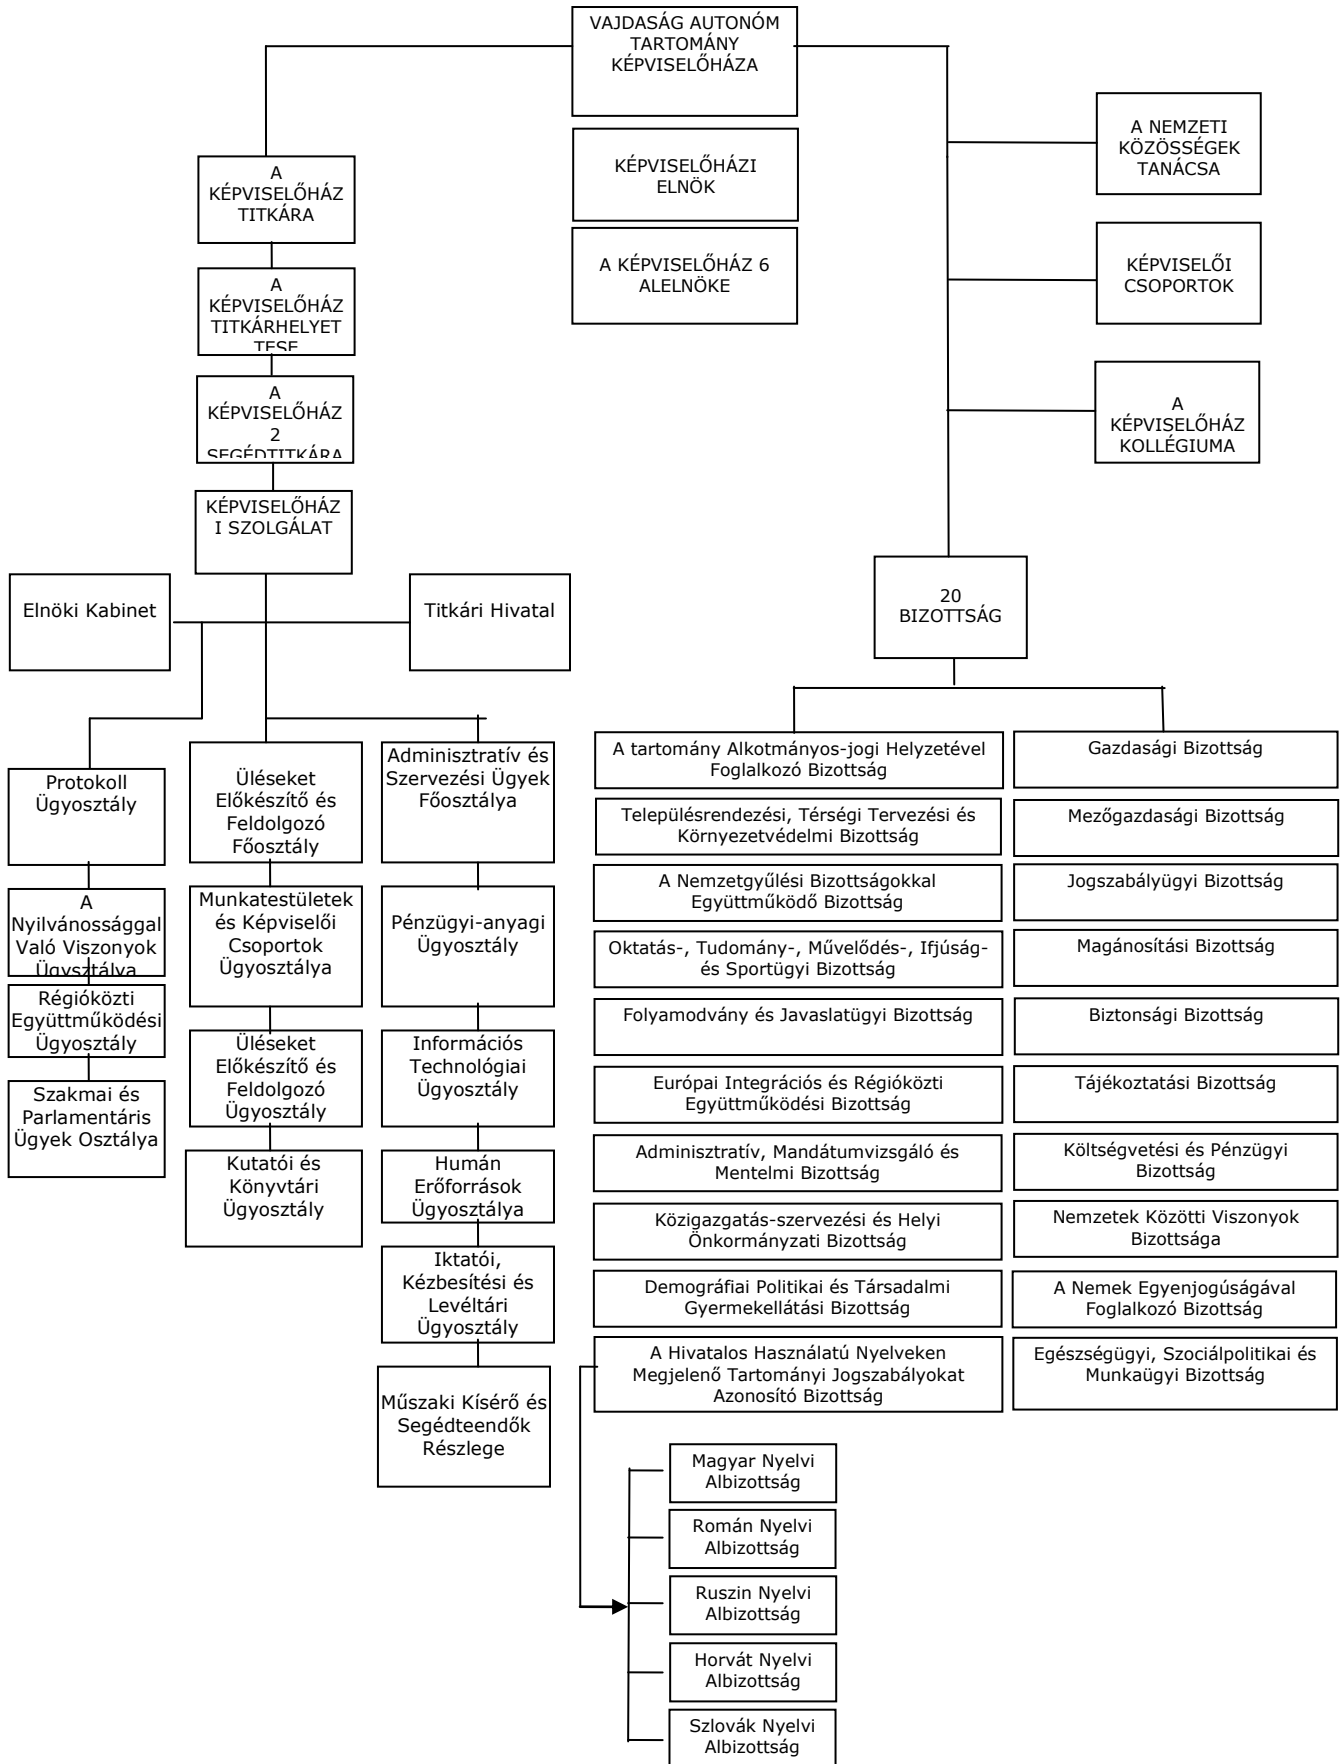 VAJDASÁG AUTONÓM
TARTOMÁNY
KÉPVISELŐHÁZA
KÉPVISELŐHÁZI
ELNÖK
A KÉPVISELŐHÁZ 6
ALELNÖKE
A NEMZETI
KÖZÖSSÉGEK
TANÁCSA
KÉPVISELŐI
CSOPORTOK
A
KÉPVISELŐHÁZ
KOLLÉGIUMA
A
KÉPVISELŐHÁZ
TITKÁRA
A
KÉPVISELŐHÁZ
TITKÁRHELYET
TESE
A
KÉPVISELŐHÁZ
2
SEGÉDTITKÁRA
KÉPVISELŐHÁZ
I SZOLGÁLAT
Elnöki Kabinet
Titkári Hivatal
20
BIZOTTSÁG
Protokoll
Ügyosztály
A
Nyilvánossággal
Való Viszonyok
Ügysztálya
Régióközti
Együttműködési
Ügyosztály
Szakmai és
Parlamentáris
Ügyek Osztálya
Üléseket
Előkészítő és
Feldolgozó
Főosztály
Munkatestületek
és Képviselői
Csoportok
Ügyosztálya
Üléseket
Előkészítő és
Feldolgozó
Ügyosztály
Kutatói és
Könyvtári
Ügyosztály
Adminisztratív és
Szervezési Ügyek
Főosztálya
Pénzügyi-anyagi
Ügyosztály
Információs
Technológiai
Ügyosztály
Humán
Erőforrások
Ügyosztálya
Iktatói,
Kézbesítési és
Levéltári
Ügyosztály
Műszaki Kísérő és
Segédteendők
Részlege
A tartomány Alkotmányos-jogi Helyzetével
Foglalkozó Bizottság
Településrendezési, Térségi Tervezési és
Környezetvédelmi Bizottság
A Nemzetgyűlési Bizottságokkal
Együttműködő Bizottság
Oktatás-, Tudomány-, Művelődés-, Ifjúság-
és Sportügyi Bizottság
Folyamodvány és Javaslatügyi Bizottság
Európai Integrációs és Régióközti
Együttműködési Bizottság
Adminisztratív, Mandátumvizsgáló és
Mentelmi Bizottság
Közigazgatás-szervezési és Helyi
Önkormányzati Bizottság
Demográfiai Politikai és Társadalmi
Gyermekellátási Bizottság
A Hivatalos Használatú Nyelveken
Megjelenő Tartományi Jogszabályokat
Azonosító Bizottság
Gazdasági Bizottság
Mezőgazdasági Bizottság
Jogszabályügyi Bizottság
Magánosítási Bizottság
Biztonsági Bizottság
Tájékoztatási Bizottság
Költségvetési és Pénzügyi
Bizottság
Nemzetek Közötti Viszonyok
Bizottsága
A Nemek Egyenjogúságával
Foglalkozó Bizottság
Egészségügyi, Szociálpolitikai és
Munkaügyi Bizottság
Magyar Nyelvi
Albizottság
Román Nyelvi
Albizottság
Ruszin Nyelvi
Albizottság
Horvát Nyelvi
Albizottság
Szlovák Nyelvi
Albizottság